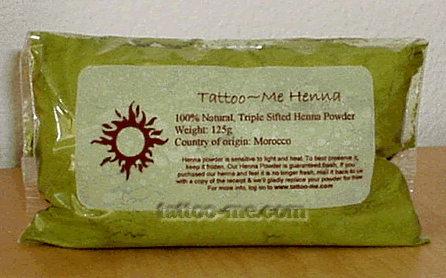 Tattoo~Me Henna
100% Natural, Triple Sifted Henna Powder
Weight: 125g
Country of origin: Morocco
Henna powder is sensitive to light and heat. To best preserve it,
keep it frozen. Our Henna Powder is guaranteed fresh, if you
puchased our henna and feel it is no longer fresh, mail it back to us
with a copy of the receipt & we'll gladly replace your powder for free
For more info, log on to www.tattoo-me.com
tattoo-me.com